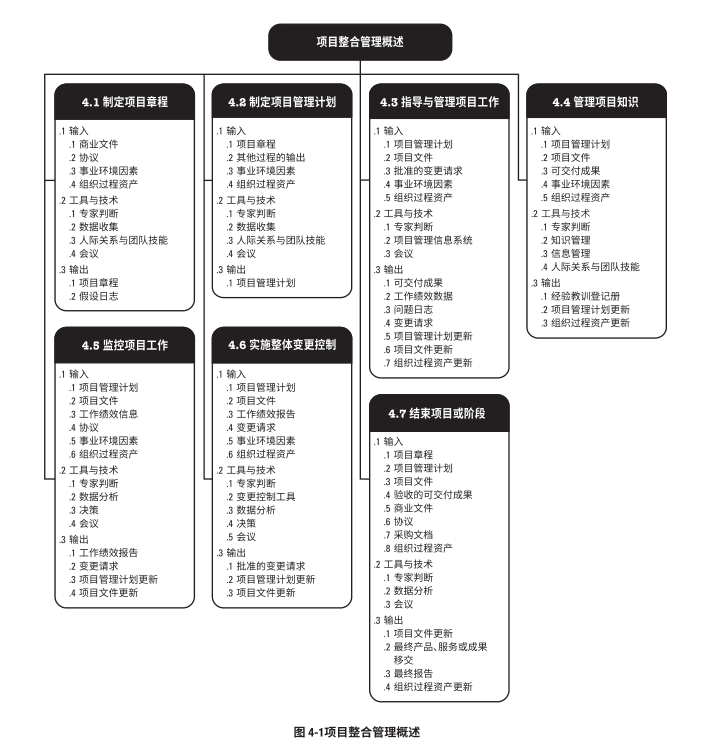 项目整合管理概述
4.1 制定项目章程
.1 输入
.1 商业文件
.2 协议
.3 事业环境因素
.4 组织过程资产
.2 工具与技术
.1 专家判断
.2 数据收集
.3 人际关系与团队技能
.4 会议
.3 输出
.1 项目章程
.2 假设日志
4.2 制定项目管理计划
.1 输入
.1 项目章程
.2 其他过程的输出
.3 事业环境因素
.4 组织过程资产
.2 工具与技术
.1 专家判断
.2 数据收集
.3 人际关系与团队技能
.4 会议
.3 输出
.1 项目管理计划
4.3 指导与管理项目工作
.1 输入
.1 项目管理计划
.2 项目文件
.3 批准的变更请求
.4 事业环境因素
.5 组织过程资产
.2 工具与技术
.1 专家判断
.2 项目管理信息系统
.3 会议
.3 输出
.1 可交付成果
.2 工作绩效数据
.3 问题日志
.4 变更请求
.5 项目管理计划更新
.6 项目文件更新
.7 组织过程资产更新
4.4 管理项目知识
.1 输入
.1 项目管理计划
.2 项目文件
.3 可交付成果
.4 事业环境因素
.5 组织过程资产
.2 工具与技术
.1 专家判断
.2 知识管理
.3 信息管理
.4 人际关系与团队技能
.3 输出
.1 经验教训登记册
.2 项目管理计划更新
.3 组织过程资产更新
4.5 监控项目工作
.1 输入
.1 项目管理计划
.2 项目文件
.3 工作绩效信息
.4 协议
.5 事业环境因素
.6 组织过程资产
.2 工具与技术
.1 专家判断
.2 数据分析
.3 决策
.4 会议
.3 输出
.1 工作绩效报告
.2 变更请求
.3 项目管理计划更新
.4 项目文件更新
4.6 实施整体变更控制
.1 输入
.1 项目管理计划
.2 项目文件
.3 工作绩效报告
.4 变更请求
.5 事业环境因素
.6 组织过程资产
.2 工具与技术
.1 专家判断
.2 变更控制工具
.3 数据分析
.4 决策
.5 会议
.3 输出
.1 批准的变更请求
.2 项目管理计划更新
.3 项目文件更新
4.7 结束项目或阶段
.1 输入
.1 项目章程
.2 项目管理计划
.3 项目文件
.4 验收的可交付成果
.5 商业文件
.6 协议
.7 采购文档
.8 组织过程资产
.2 工具与技术
.1 专家判断
.2 数据分析
.3 会议
.3 输出
.1 项目文件更新
.2 最终产品、服务或成果
移交
.3 最终报告
.4 组织过程资产更新
图 4-1项目整合管理概述